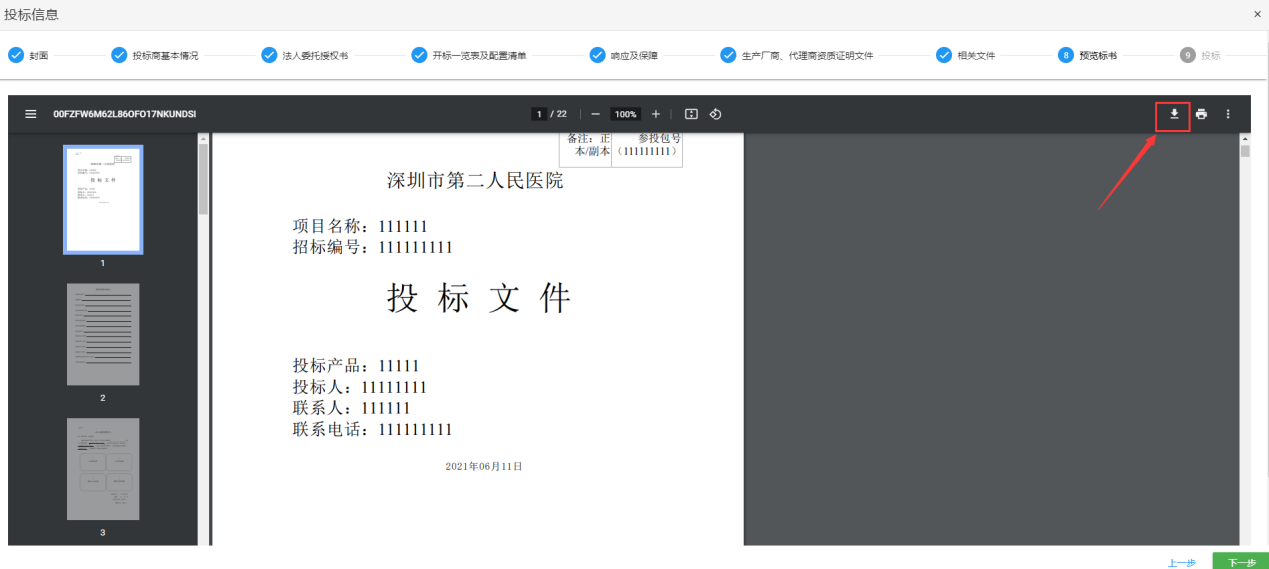 投标信息
封面
投标商基本情况
法人委托授权书
开标一览表及配置清单
响应及保障
生产厂商、代理商资质证明文件
相关文件
8 预览标书
9 投标
00FZFW6M62L86OFO17NKUNDSI
1 / 22
100%
备注：正本/副本
参投包号（111111111）
深圳市第二人民医院
项目名称：111111
招标编号：111111111
投 标 文 件
投标产品：11111
投标人：11111111
联系人：111111
联系电话：111111111
2021年06月11日
1
2
3
上一步
下一步